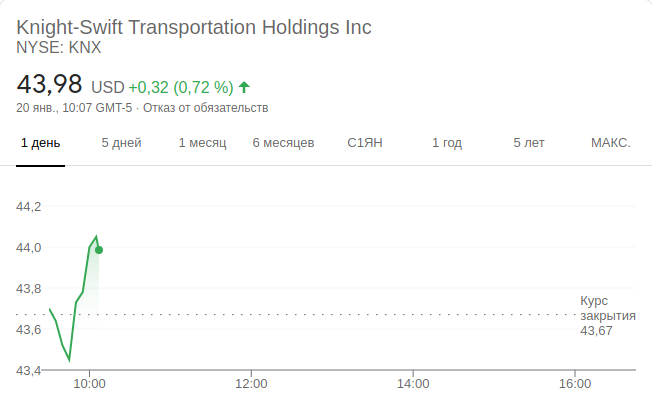 Knight-Swift Transportation Holdings Inc
NYSE: KNX
43,98 USD +0,32 (0,72 %)
20 янв., 10:07 GMT-5 · Отказ от обязательств
1 день 5 дней 1 месяц 6 месяцев С1ЯН 1 год 5 лет МАКС.
44,2
44,0
43,8
Курс
закрытия
43,67
43,6
43,4
10:00 12:00 14:00 16:00